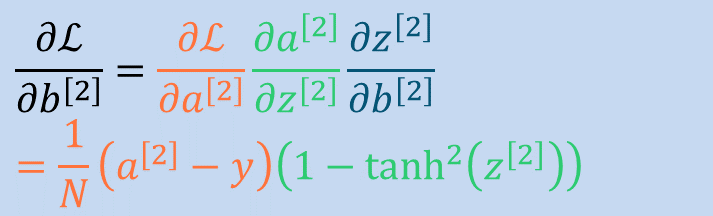 ∂ℒ/∂b^[2] = ∂ℒ/∂a^[2] ∂a^[2]/∂z^[2] ∂z^[2]/∂b^[2]
= 1/N (a^[2] − y)(1 − tanh²(z^[2]))